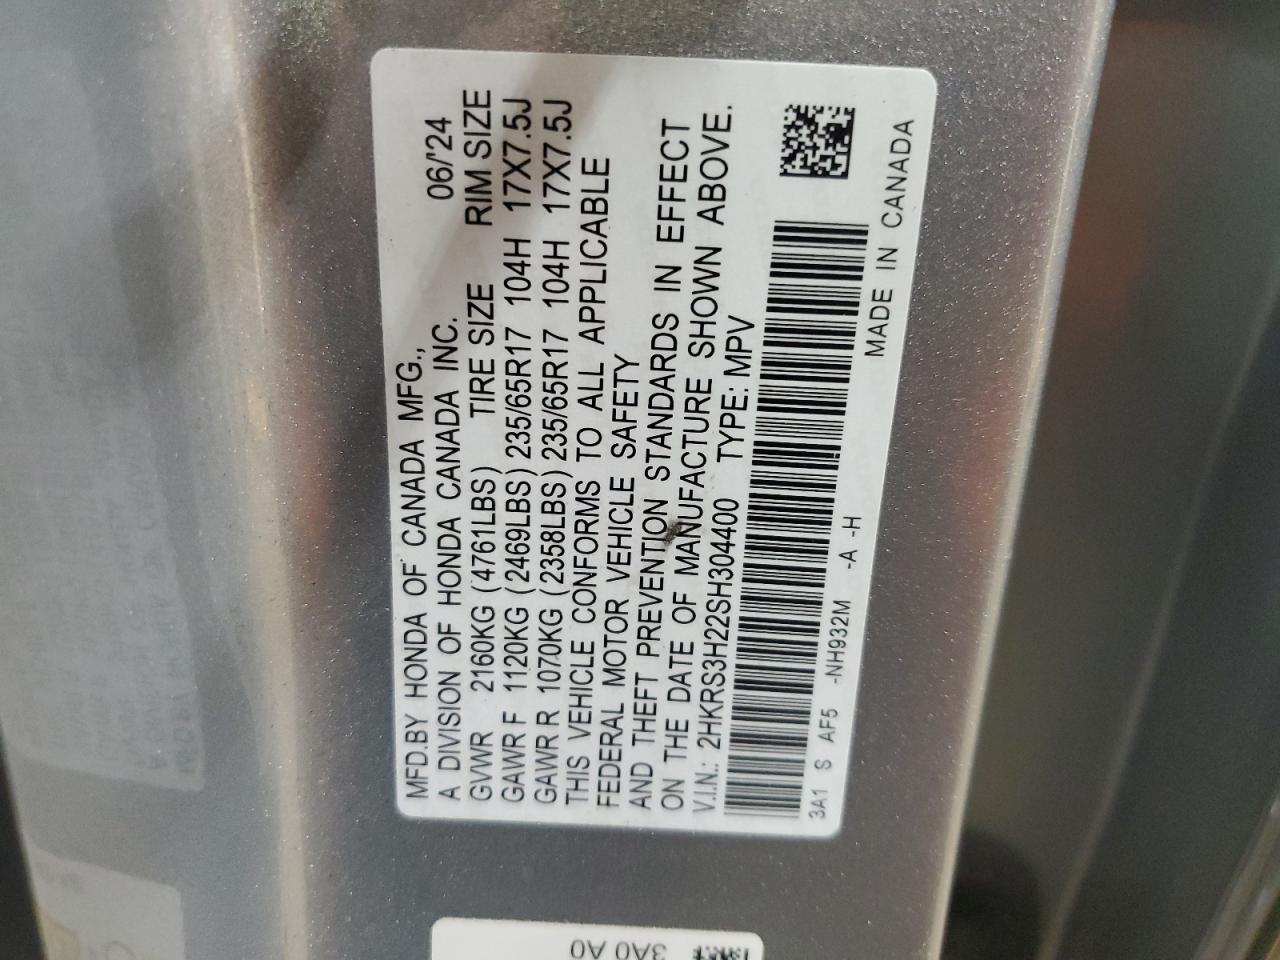 MFD.BY HONDA OF CANADA MFG.,
A DIVISION OF HONDA CANADA INC. 06/'24
GVWR 2160KG (4761LBS) TIRE SIZE RIM SIZE
GAWR F 1120KG (2469LBS) 235/65R17 104H 17X7.5J
GAWR R 1070KG (2358LBS) 235/65R17 104H 17X7.5J
THIS VEHICLE CONFORMS TO ALL APPLICABLE
FEDERAL MOTOR VEHICLE SAFETY
AND THEFT PREVENTION STANDARDS IN EFFECT
ON THE DATE OF MANUFACTURE SHOWN ABOVE.
V.I.N.: 2HKRS3H22SH304400 TYPE: MPV
3A1 S AF5 -NH932M -A -H MADE IN CANADA
3A0 A0